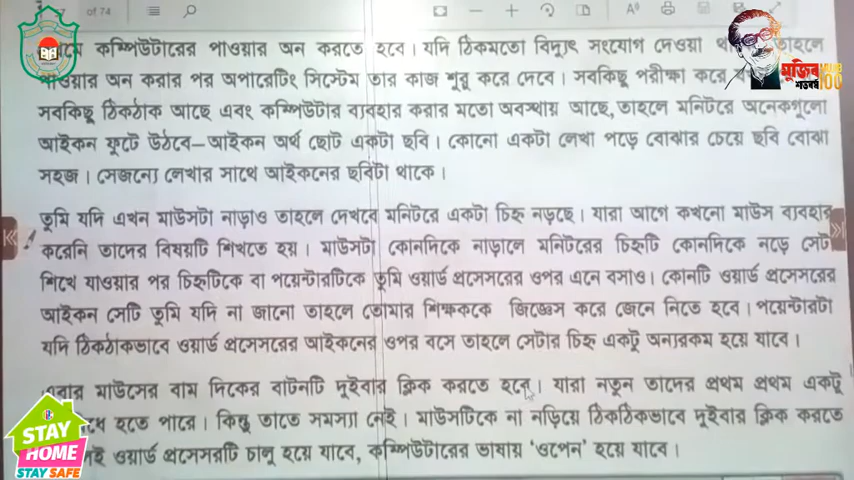 of 74
কম্পিউটারের পাওয়ার অন করতে হবে। যদি ঠিকমতো বিদ্যুৎ সংযোগ দেওয়া তাহলে
পাওয়ার অন করার পর অপারেটিং সিস্টেম তার কাজ শুরু করে দেবে। সবকিছু পরীক্ষা করে
সবকিছু ঠিকঠাক আছে এবং কম্পিউটার ব্যবহার করার মতো অবস্থায় আছে, তাহলে মনিটরে অনেকগুলো
আইকন ফুটে উঠবে—আইকন অর্থ ছোট একটা ছবি। কোনো একটা লেখা পড়ে বোঝার চেয়ে ছবি বোঝা
সহজ। সেজন্যে লেখার সাথে আইকনের ছবিটা থাকে।
তুমি যদি এখন মাউসটা নাড়াও তাহলে দেখবে মনিটরে একটা চিহ্ন নড়ছে। যারা আগে কখনো মাউস ব্যবহার
করেনি তাদের বিষয়টি শিখতে হয়। মাউসটা কোনদিকে নাড়ালে মনিটরের চিহ্নটি কোনদিকে নড়ে সেট
শিখে যাওয়ার পর চিহ্নটিকে বা পয়েন্টারটিকে তুমি ওয়ার্ড প্রসেসরের ওপর এনে বসাও। কোনটি ওয়ার্ড প্রসেসরের
আইকন সেটি তুমি যদি না জানো তাহলে তোমার শিক্ষককে জিজ্ঞেস করে জেনে নিতে হবে। পয়েন্টারটা
যদি ঠিকঠাকভাবে ওয়ার্ড প্রসেসরের আইকনের ওপর বসে তাহলে সেটার চিহ্ন একটু অন্যরকম হয়ে যাবে।
এবার মাউসের বাম দিকের বাটনটি দুইবার ক্লিক করতে হবে। যারা নতুন তাদের প্রথম প্রথম একটু
হতে পারে। কিন্তু তাতে সমস্যা নেই। মাউসটিকে না নড়িয়ে ঠিকঠিকভাবে দুইবার ক্লিক করতে
ওয়ার্ড প্রসেসরটি চালু হয়ে যাবে, কম্পিউটারের ভাষায় ‘ওপেন’ হয়ে যাবে।
মুজিব
শতবর্ষ 100
STAY
HOME
STAY SAFE